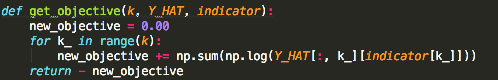 def get_objective(k, Y_HAT, indicator):
    new_objective = 0.00
    for k_ in range(k):
        new_objective += np.sum(np.log(Y_HAT[:, k_][indicator[k_]]))
    return - new_objective